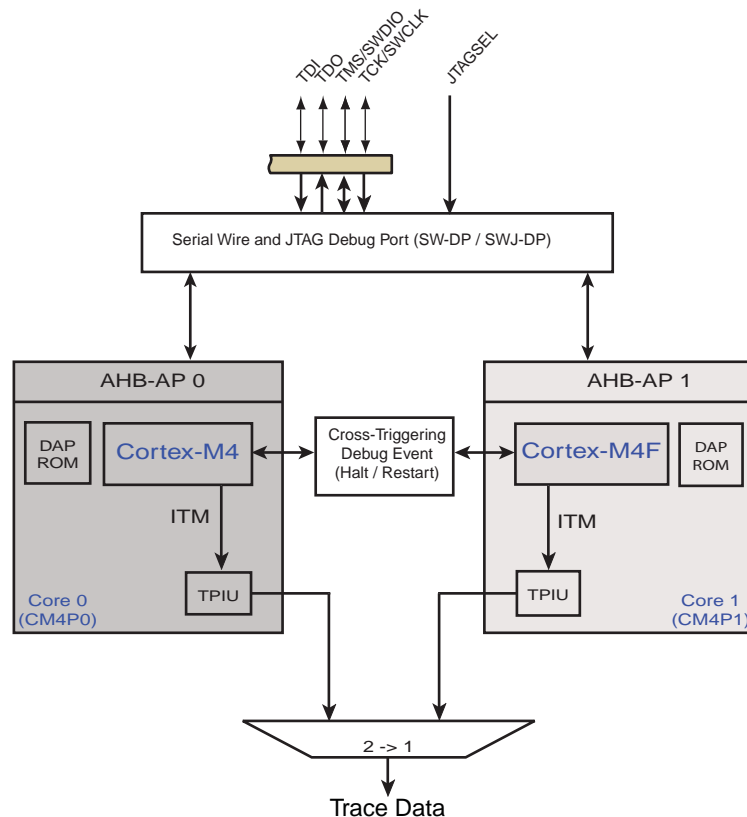 TDI
TDO
TMS/SWDIO
TCK/SWCLK
JTAGSEL
Serial Wire and JTAG Debug Port (SW-DP / SWJ-DP)
AHB-AP 0
AHB-AP 1
DAP
ROM
Cortex-M4
Cross-Triggering
Debug Event
(Halt / Restart)
Cortex-M4F
DAP
ROM
ITM
ITM
TPIU
TPIU
Core 0
(CM4P0)
Core 1
(CM4P1)
2 -> 1
Trace Data